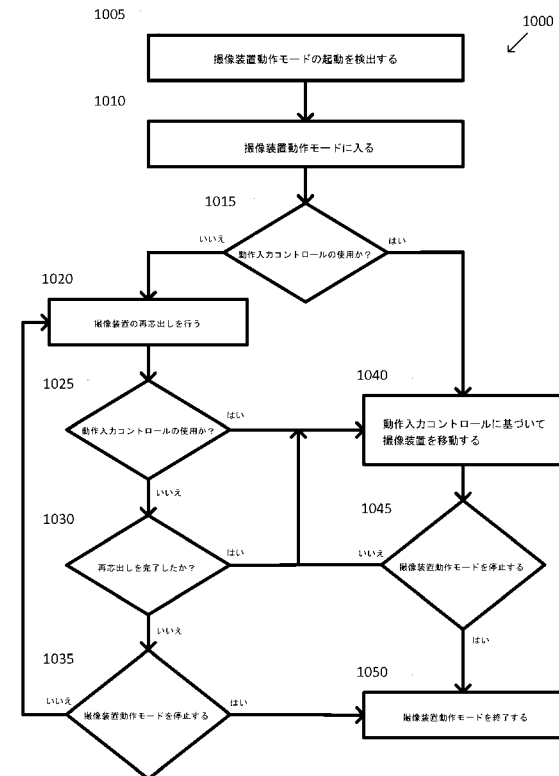 1005
1000
撮像装置動作モードの起動を検出する
1010
撮像装置動作モードに入る
1015
いいえ
はい
動作入力コントロールの使用か?
1020
撮像装置の再芯出しを行う
1025
1040
はい
動作入力コントロールの使用か?
動作入力コントロールに基づいて
撮像装置を移動する
いいえ
1030
1045
はい
いいえ
再芯出しを完了したか?
撮像装置動作モードを停止する
いいえ
はい
1035
1050
いいえ
はい
撮像装置動作モードを停止する
撮像装置動作モードを終了する